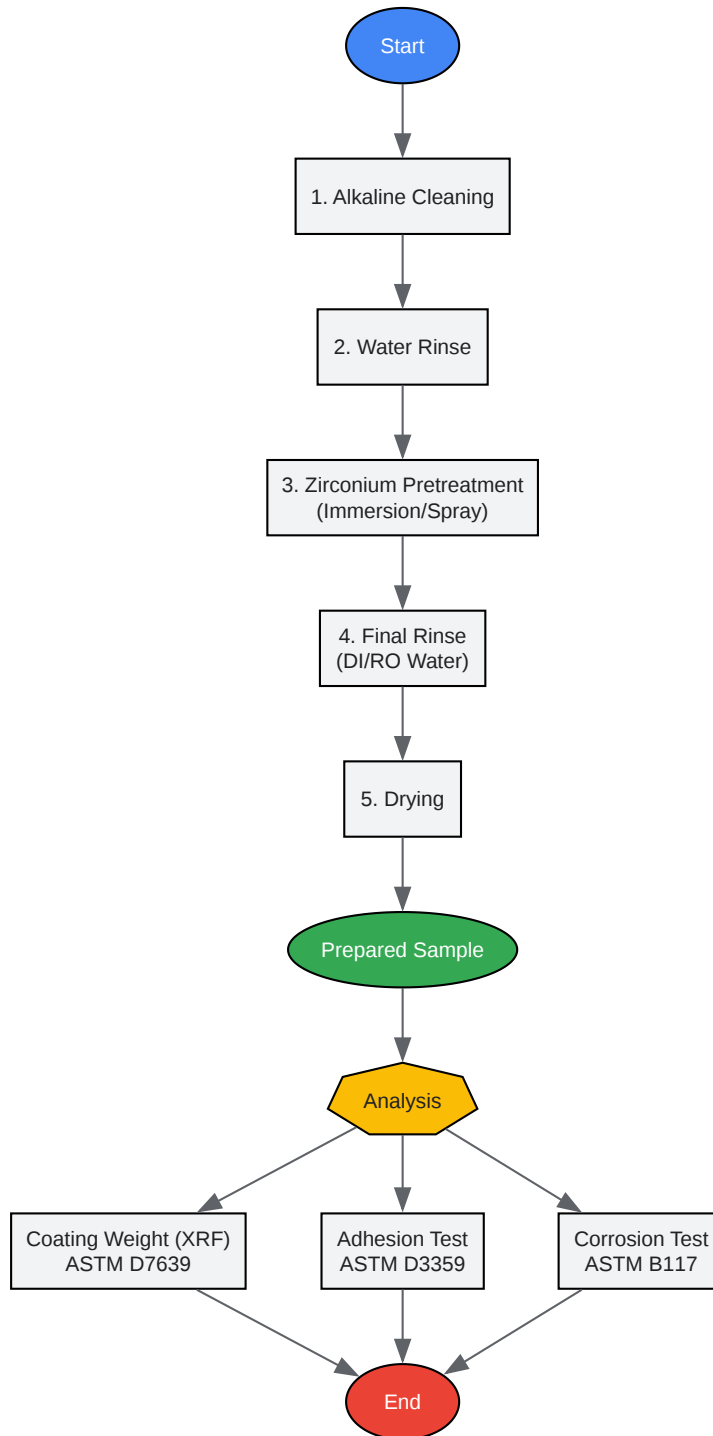 Start
1. Alkaline Cleaning
2. Water Rinse
3. Zirconium Pretreatment
(Immersion/Spray)
4. Final Rinse
(DI/RO Water)
5. Drying
Prepared Sample
Analysis
Coating Weight (XRF)
ASTM D7639
Adhesion Test
ASTM D3359
Corrosion Test
ASTM B117
End